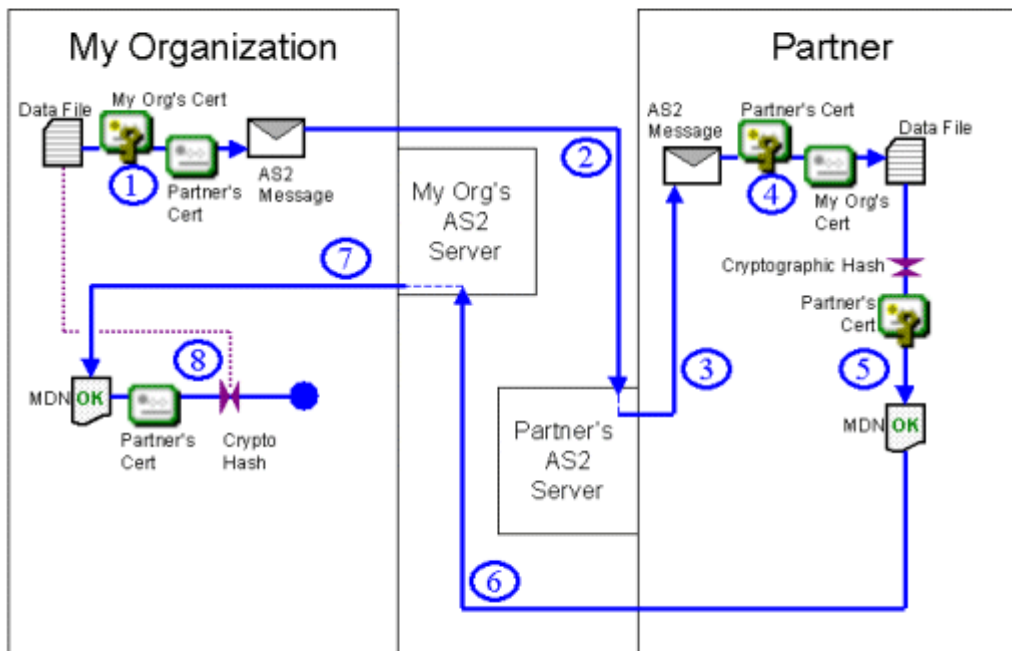 My Organization
Data File
My Org's Cert
1
Partner's
Cert
AS2
Message
My Org's
AS2
Server
7
MDN
OK
8
Partner's
Cert
Crypto
Hash
2
Partner's
AS2
Server
3
6
Partner
AS2
Message
Partner's Cert
4
My Org's
Cert
Data File
Cryptographic Hash
Partner's
Cert
5
MDN
OK